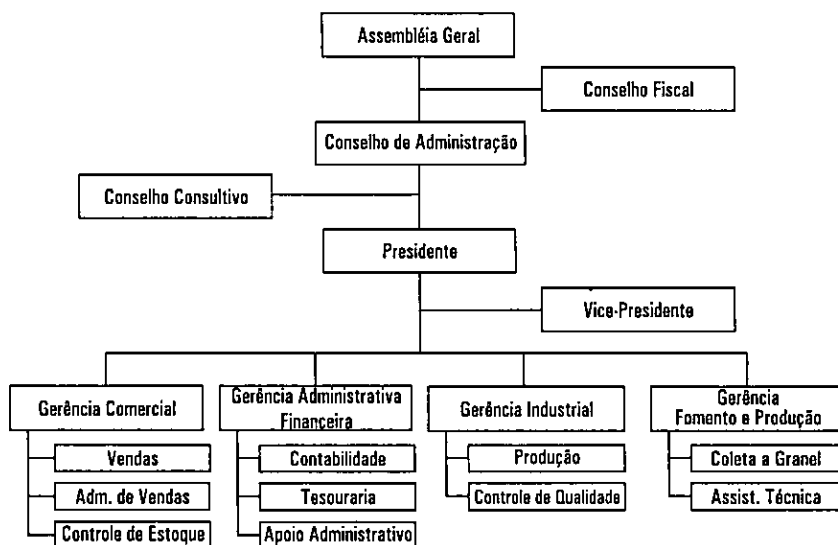 Assembléia Geral
Conselho Fiscal
Conselho de Administração
Conselho Consultivo
Presidente
Vice-Presidente
Gerência Comercial
Gerência Administrativa
Financeira
Gerência Industrial
Gerência
Fomento e Produção
Vendas
Contabilidade
Produção
Coleta a Granel
Adm. de Vendas
Tesouraria
Controle de Qualidade
Assist. Técnica
Controle de Estoque
Apoio Administrativo